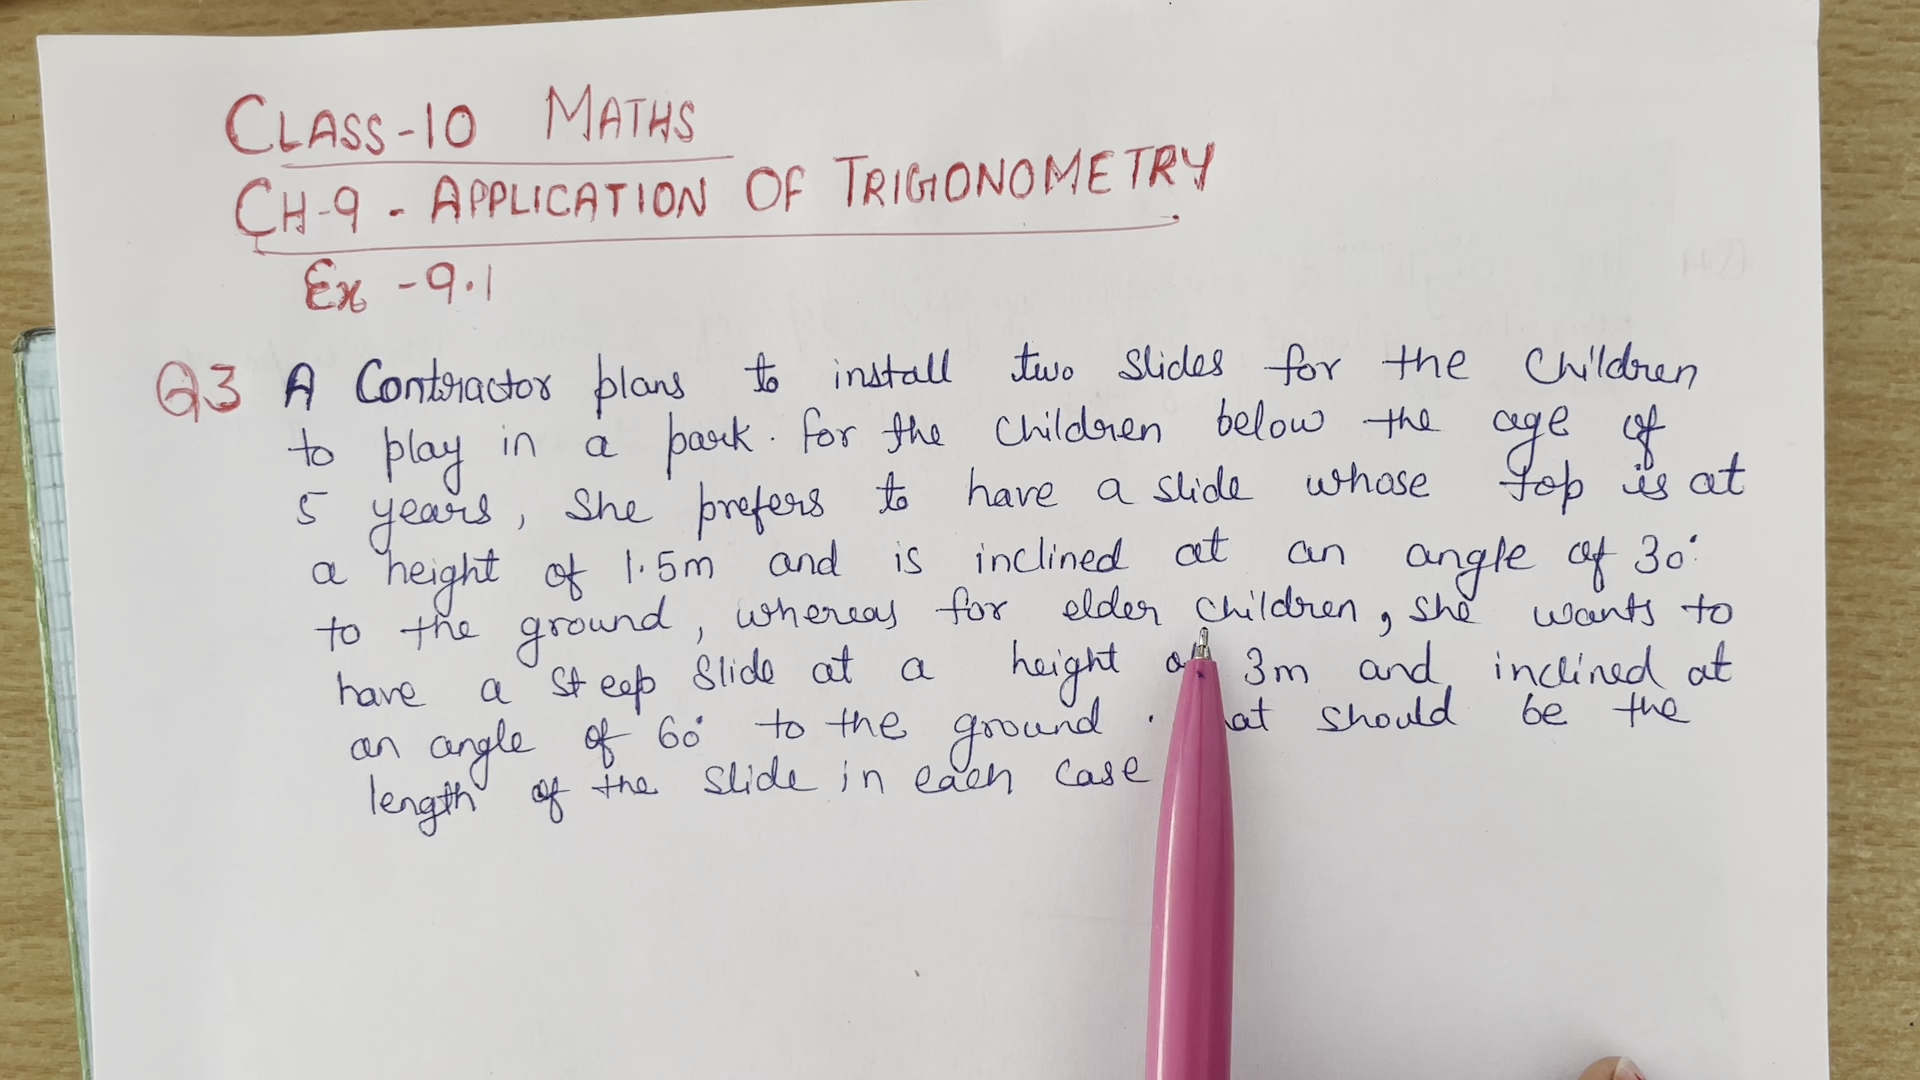 CLASS-10 MATHS
CH-9 - APPLICATION OF TRIGONOMETRY
Ex - 9.1
Q3 A Contractor plans to install two slides for the children
to play in a park. for the children below the age of
5 years, She prefers to have a slide whose top is at
a height of 1.5m and is inclined at an angle of 30°
to the ground, whereas for elder children, she wants to
have a steep slide at a height 3m and inclined at
an angle of 60° to the ground. should be the
length of the slide in each case